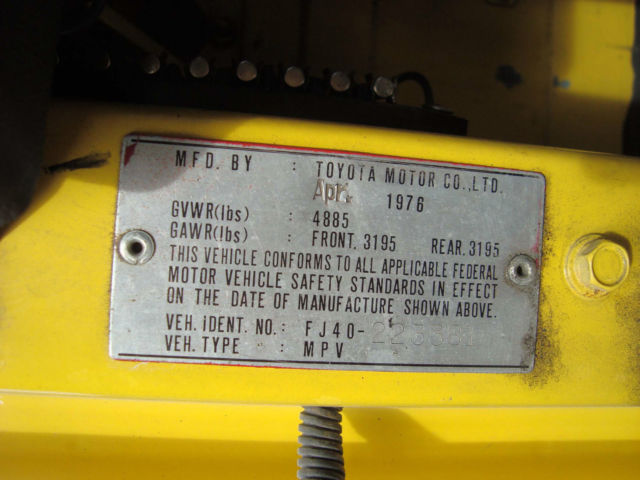 MFD. BY : TOYOTA MOTOR CO.,LTD.
Apr. 1976
GVWR(lbs) : 4885
GAWR(lbs) : FRONT. 3195 REAR. 3195
THIS VEHICLE CONFORMS TO ALL APPLICABLE FEDERAL
MOTOR VEHICLE SAFETY STANDARDS IN EFFECT
ON THE DATE OF MANUFACTURE SHOWN ABOVE.
VEH. IDENT. NO.: FJ40-
VEH. TYPE : MPV